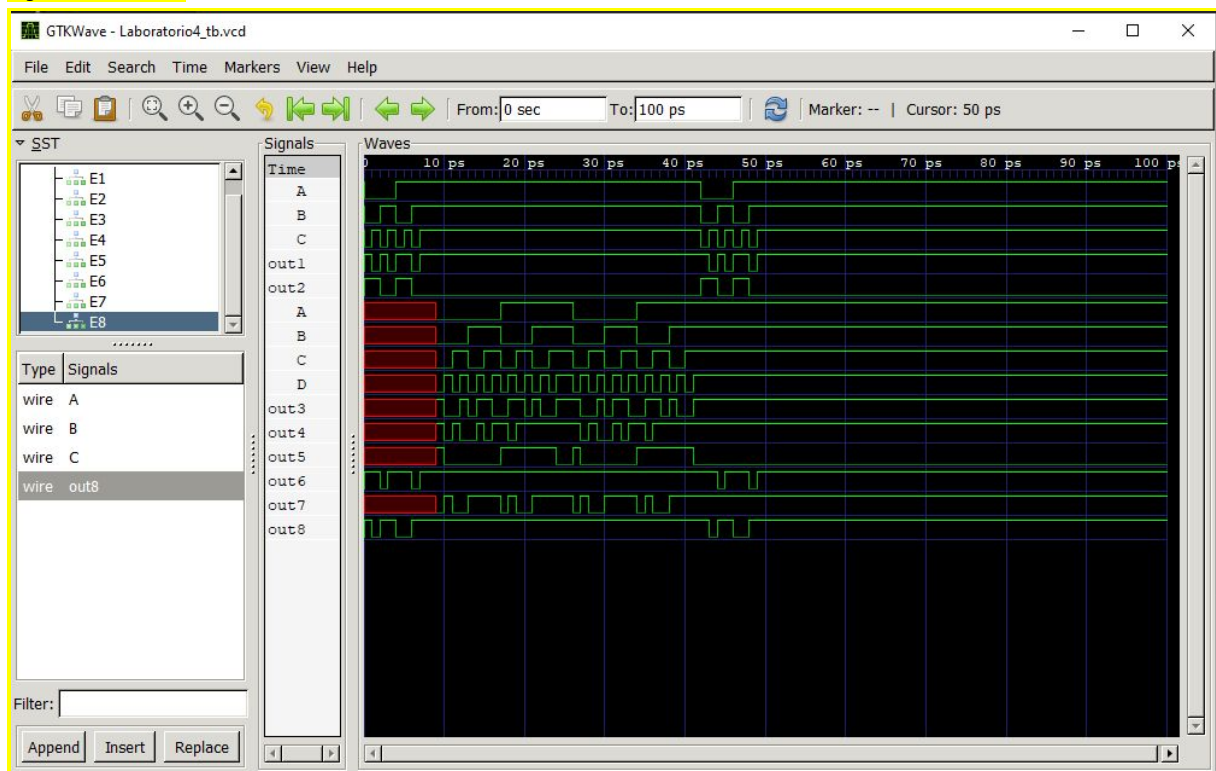 GTKWave - Laboratorio4_tb.vcd
File Edit Search Time Markers View Help
From: 0 sec To: 100 ps Marker: -- | Cursor: 50 ps
SST
E1
E2
E3
E4
E5
E6
E7
E8
Type Signals
wire A
wire B
wire C
wire out8
Filter:
Append Insert Replace
Signals
Time
A
B
C
out1
out2
A
B
C
D
out3
out4
out5
out6
out7
out8
Waves
10 ps 20 ps 30 ps 40 ps 50 ps 60 ps 70 ps 80 ps 90 ps 100 ps